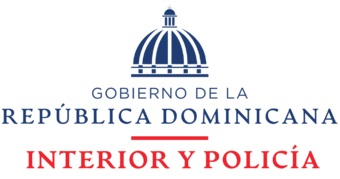 GOBIERNO DE LA
REPÚBLICA DOMINICANA
INTERIOR Y POLICÍA